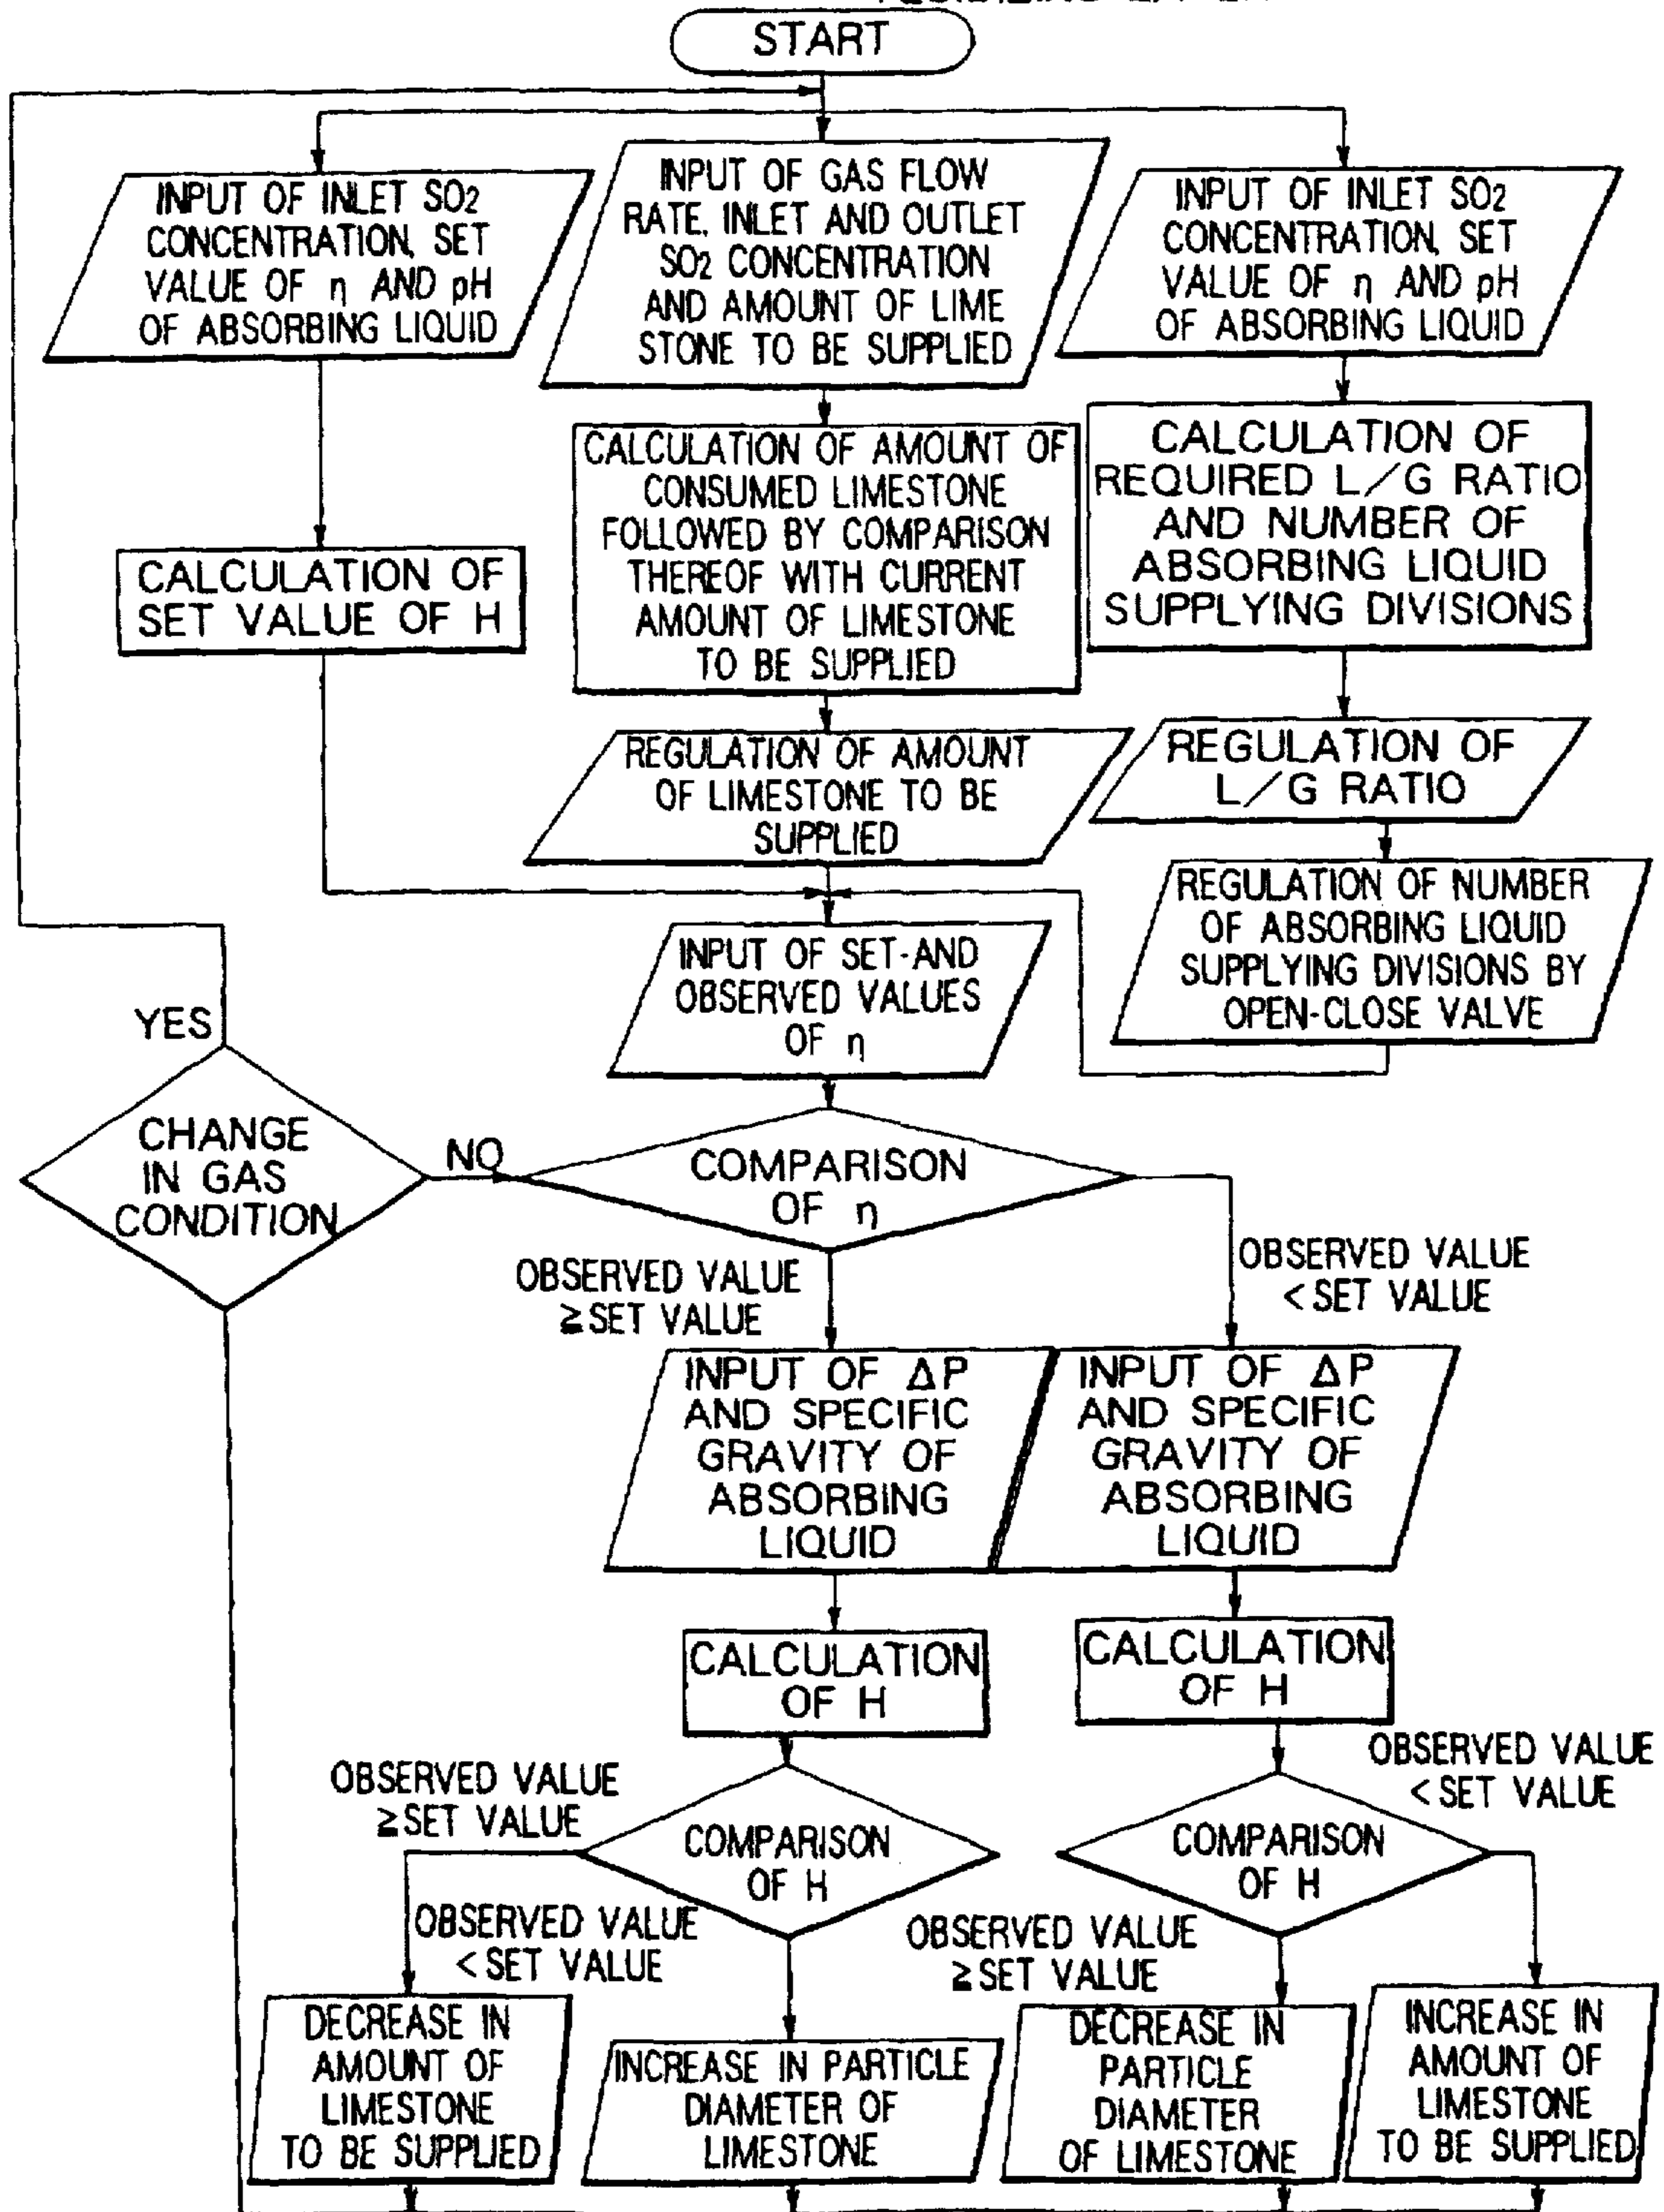 START
INPUT OF INLET SO2
CONCENTRATION, SET
VALUE OF η AND pH
OF ABSORBING LIQUID
INPUT OF GAS FLOW
RATE, INLET AND OUTLET
SO2 CONCENTRATION
AND AMOUNT OF LIME
STONE TO BE SUPPLIED
INPUT OF INLET SO2
CONCENTRATION, SET
VALUE OF η AND pH
OF ABSORBING LIQUID
CALCULATION OF
SET VALUE OF H
CALCULATION OF AMOUNT OF
CONSUMED LIMESTONE
FOLLOWED BY COMPARISON
THEREOF WITH CURRENT
AMOUNT OF LIMESTONE
TO BE SUPPLIED
CALCULATION OF
REQUIRED L/G RATIO
AND NUMBER OF
ABSORBING LIQUID
SUPPLYING DIVISIONS
REGULATION OF AMOUNT
OF LIMESTONE TO BE
SUPPLIED
REGULATION OF
L/G RATIO
REGULATION OF NUMBER
OF ABSORBING LIQUID
SUPPLYING DIVISIONS BY
OPEN-CLOSE VALVE
INPUT OF SET-AND
OBSERVED VALUES
OF η
YES
CHANGE
IN GAS
CONDITION
NO
COMPARISON
OF η
OBSERVED VALUE
≧SET VALUE
OBSERVED VALUE
<SET VALUE
INPUT OF ΔP
AND SPECIFIC
GRAVITY OF
ABSORBING
LIQUID
INPUT OF ΔP
AND SPECIFIC
GRAVITY OF
ABSORBING
LIQUID
CALCULATION
OF H
CALCULATION
OF H
OBSERVED VALUE
≧SET VALUE
COMPARISON
OF H
OBSERVED VALUE
<SET VALUE
COMPARISON
OF H
OBSERVED VALUE
<SET VALUE
OBSERVED VALUE
≧SET VALUE
DECREASE IN
AMOUNT OF
LIMESTONE
TO BE SUPPLIED
INCREASE IN PARTICLE
DIAMETER OF
LIMESTONE
DECREASE IN
PARTICLE
DIAMETER
OF LIMESTONE
INCREASE IN
AMOUNT OF
LIMESTONE
TO BE SUPPLIED